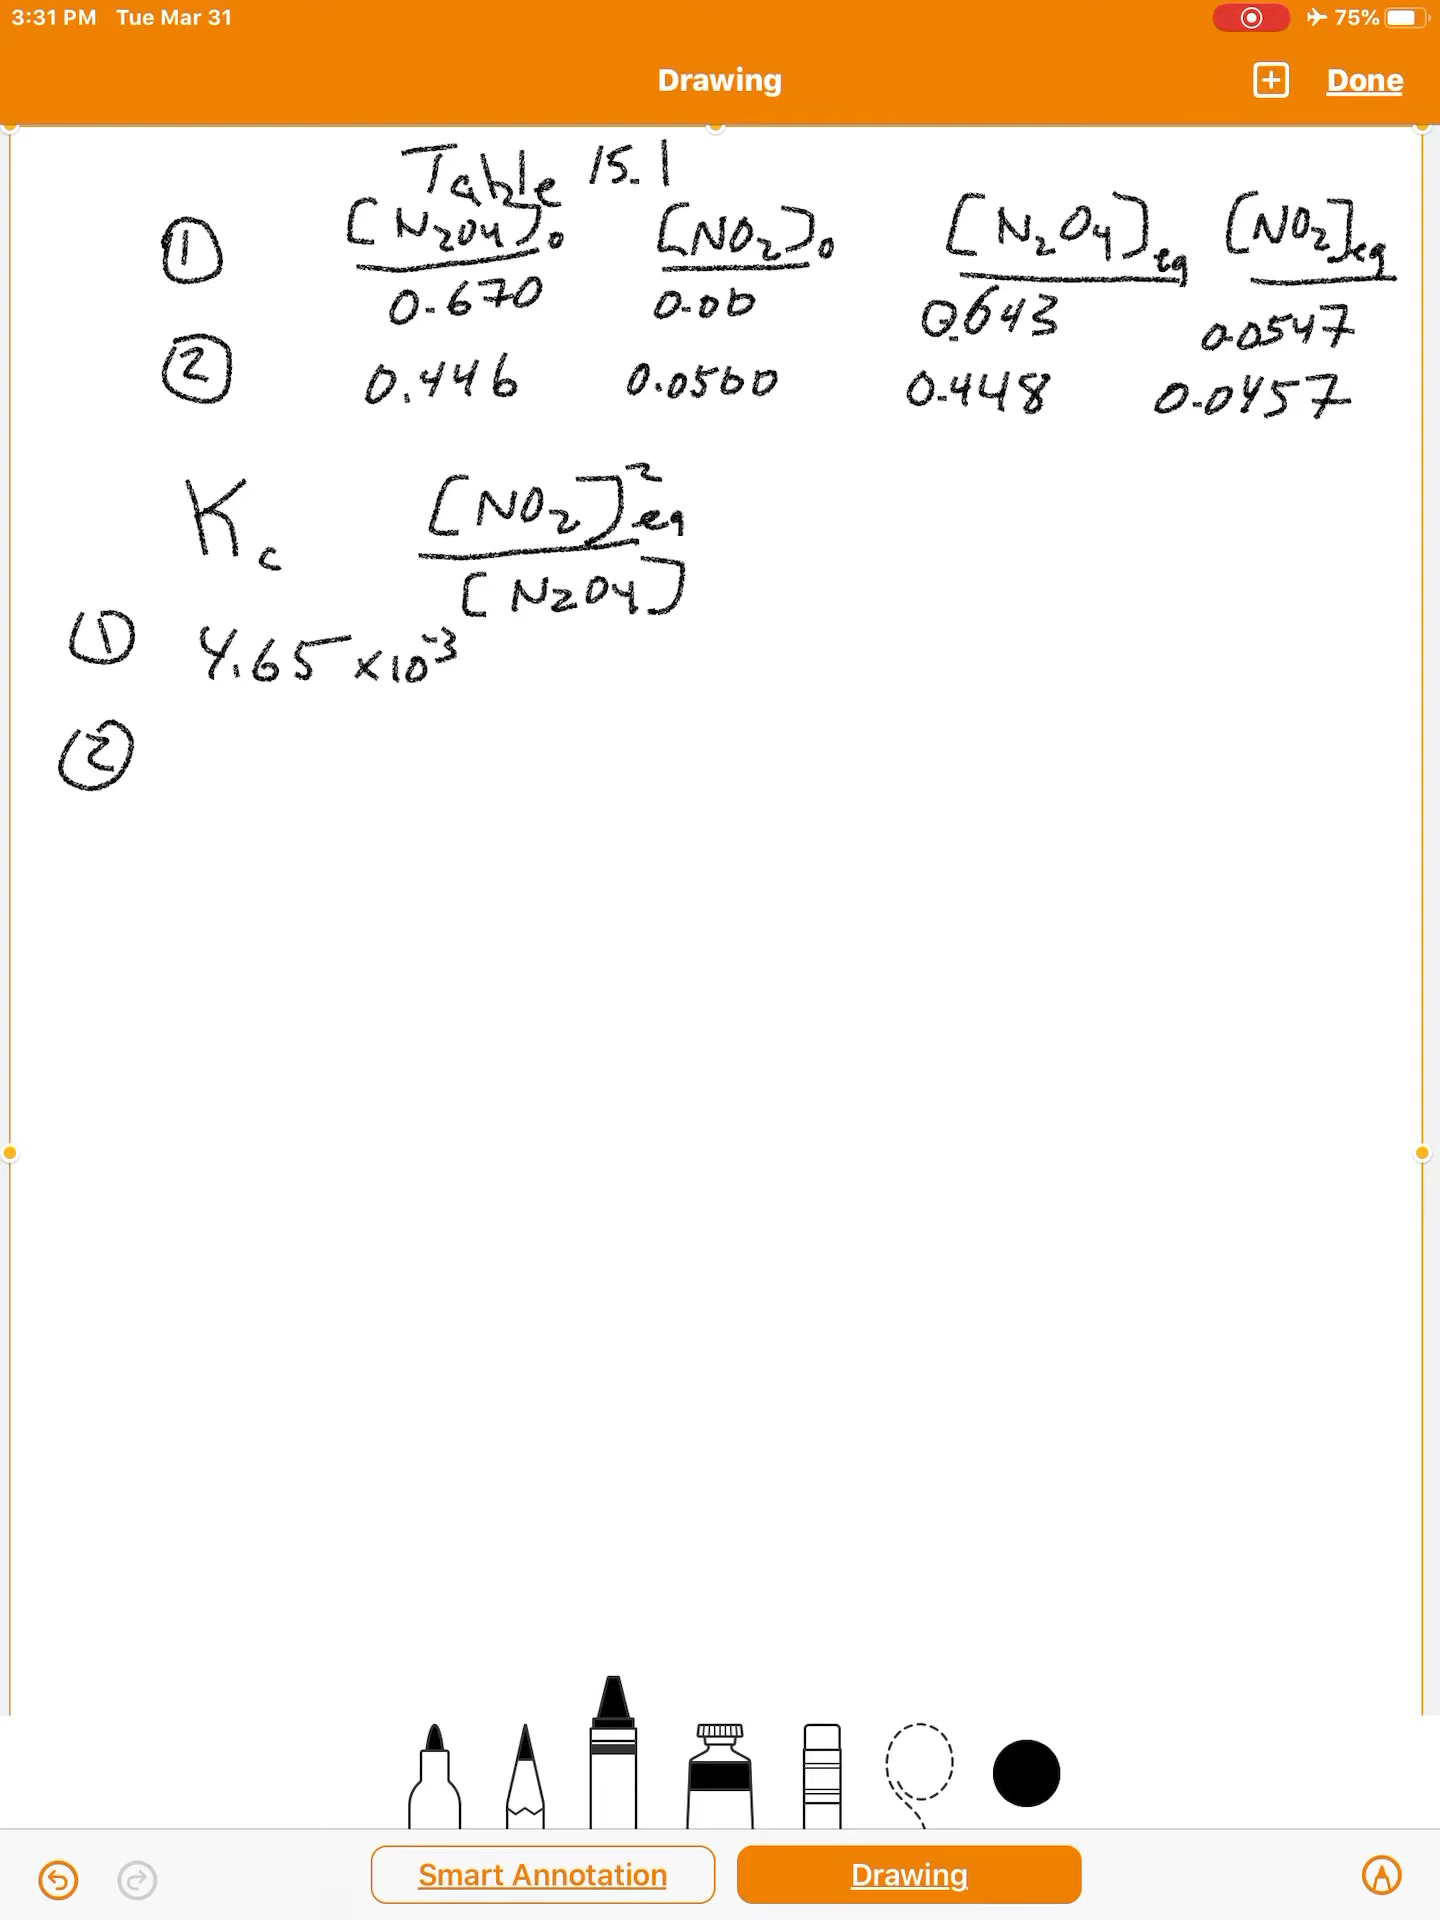 3:31 PM Tue Mar 31 75%
Drawing Done
Table 15.1
① [N₂O₄]₀ [NO₂]₀ [N₂O₄]eq [NO₂]eq
0.670 0.00 0.643 0.0547
② 0.446 0.0500 0.448 0.0457
Kc [NO₂]²eq
[N₂O₄]
① 4.65 x10⁻³
②
Smart Annotation Drawing